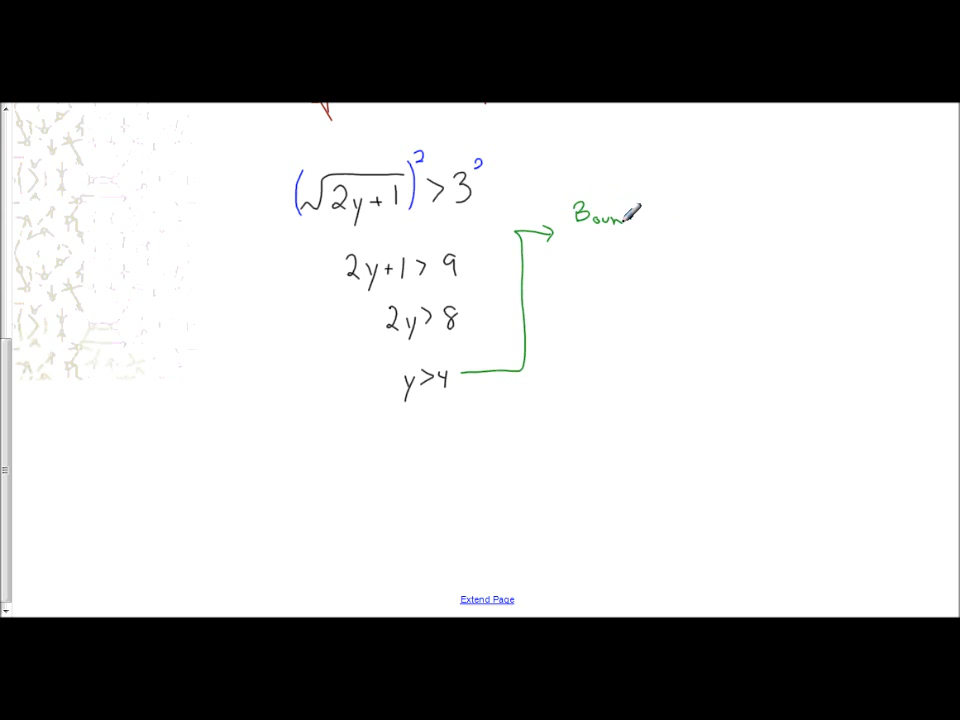 (√2y+1)² > 3²
Boun
2y+1 > 9
2y > 8
y > 4
Extend Page